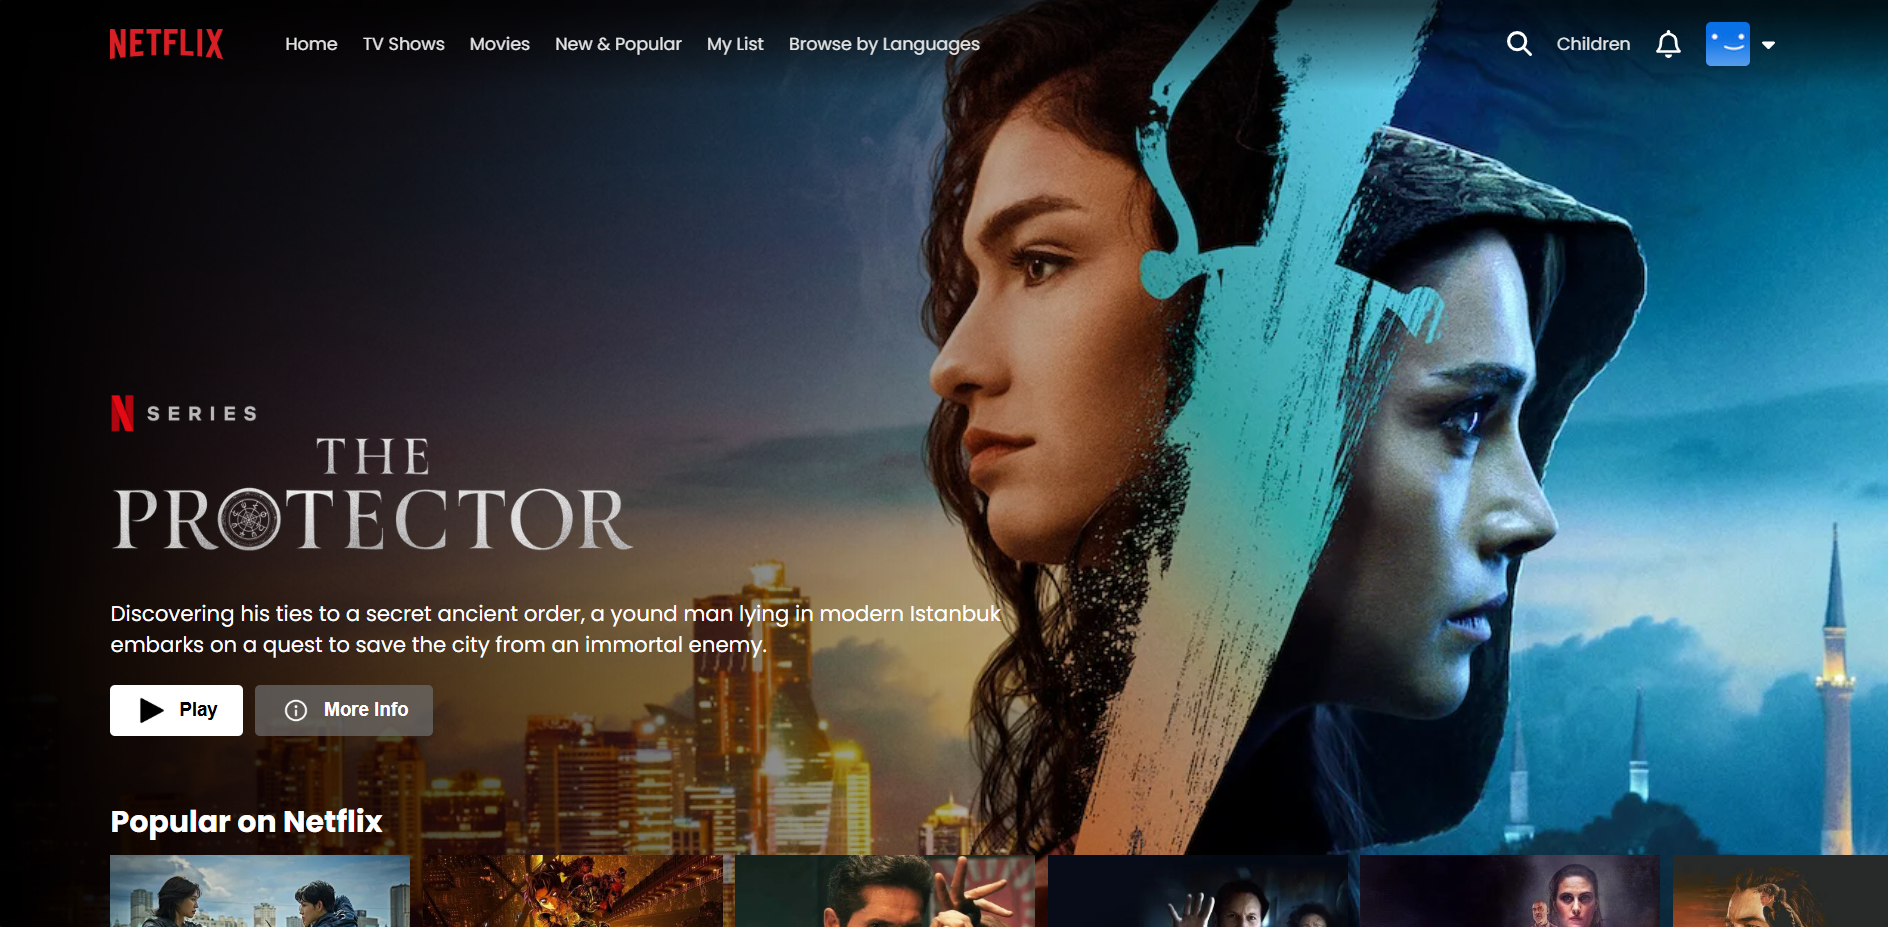 NETFLIX
Home TV Shows Movies New & Popular My List Browse by Languages
Children
N SERIES
THE
PROTECTOR
Discovering his ties to a secret ancient order, a yound man lying in modern Istanbuk
embarks on a quest to save the city from an immortal enemy.
Play
More Info
Popular on Netflix